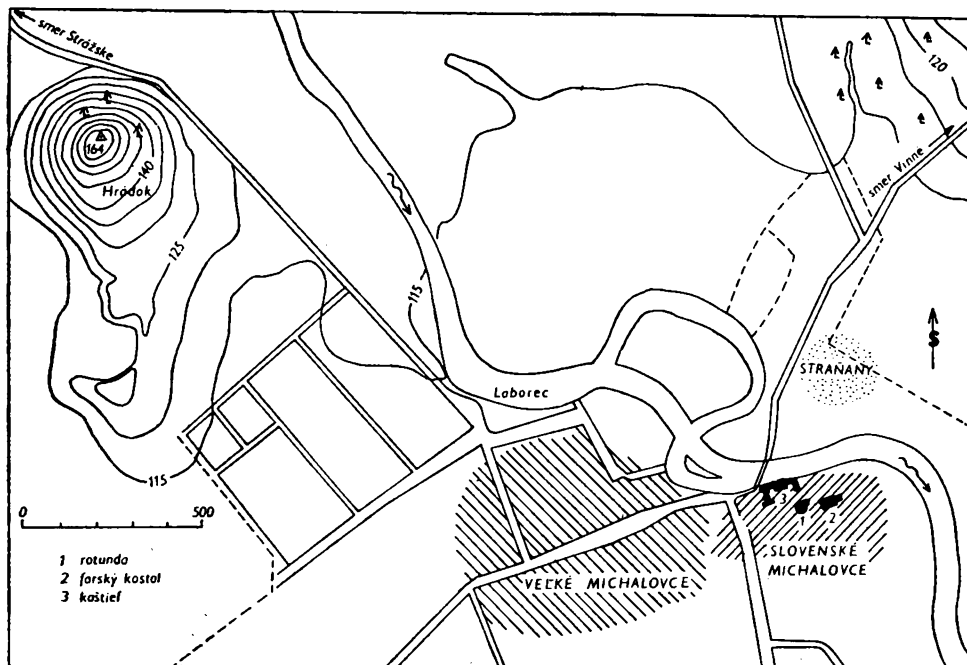 smer Strážske
120
164
140
Hrádok
smer Vinne
125
115
S
STRAŇANY
Laborec
115
0 500
3
1
2
1 rotunda
2 farský kostol
3 kaštieľ
SLOVENSKÉ
MICHALOVCE
VEĽKÉ MICHALOVCE